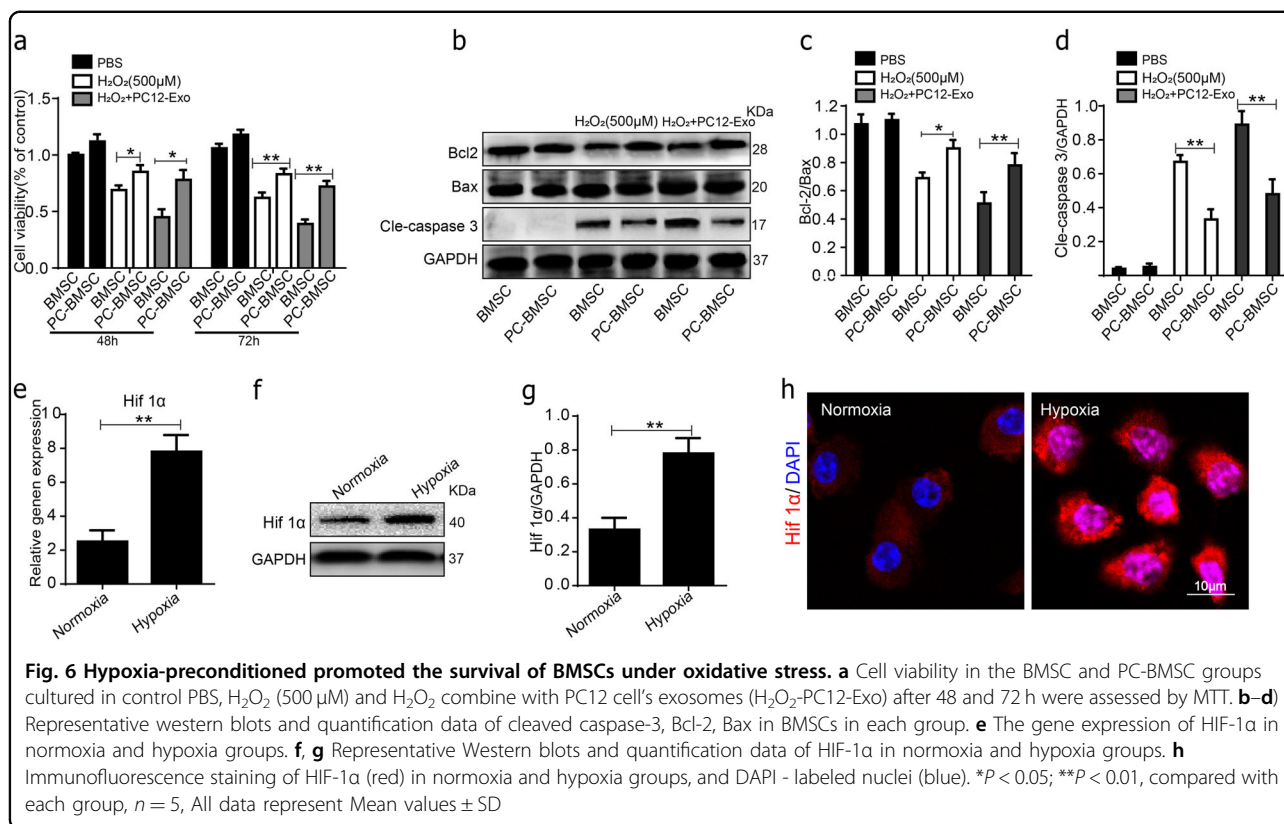 a
PBS
H₂O₂(500μM)
H₂O₂+PC12-Exo
Cell viability(% of control)
1.5
1.0
0.5
0.0
* * ** **
BMSC PC-BMSC BMSC PC-BMSC BMSC PC-BMSC BMSC PC-BMSC BMSC PC-BMSC BMSC PC-BMSC
48h 72h
b
H₂O₂(500μM) H₂O₂+PC12-Exo KDa
Bcl2 28
Bax 20
Cle-caspase 3 17
GAPDH 37
BMSC PC-BMSC BMSC PC-BMSC BMSC PC-BMSC
c
PBS
H₂O₂(500μM)
H₂O₂+PC12-Exo
Bcl-2/Bax
1.2
1.0
0.8
0.6
0.4
0.2
0.0
* **
BMSC PC-BMSC BMSC PC-BMSC BMSC PC-BMSC
d
PBS
H₂O₂(500μM)
H₂O₂+PC12-Exo
Cle-caspase 3/GAPDH
1.0
0.8
0.6
0.4
0.2
0.0
** **
BMSC PC-BMSC BMSC PC-BMSC BMSC PC-BMSC
e
Hif 1α
Relative genen expression
10
8
6
4
2
0
**
Normoxia Hypoxia
f
Normoxia Hypoxia KDa
Hif 1α 40
GAPDH 37
g
Hif 1α/GAPDH
1.0
0.8
0.6
0.4
0.2
0.0
**
Normoxia Hypoxia
h
Hif 1α/ DAPI
Normoxia Hypoxia
10μm
Fig. 6 Hypoxia-preconditioned promoted the survival of BMSCs under oxidative stress. a Cell viability in the BMSC and PC-BMSC groups
cultured in control PBS, H₂O₂ (500 μM) and H₂O₂ combine with PC12 cell's exosomes (H₂O₂-PC12-Exo) after 48 and 72 h were assessed by MTT. b–d)
Representative western blots and quantification data of cleaved caspase-3, Bcl-2, Bax in BMSCs in each group. e The gene expression of HIF-1α in
normoxia and hypoxia groups. f, g Representative Western blots and quantification data of HIF-1α in normoxia and hypoxia groups. h
Immunofluorescence staining of HIF-1α (red) in normoxia and hypoxia groups, and DAPI - labeled nuclei (blue). *P < 0.05; **P < 0.01, compared with
each group, n = 5, All data represent Mean values ± SD